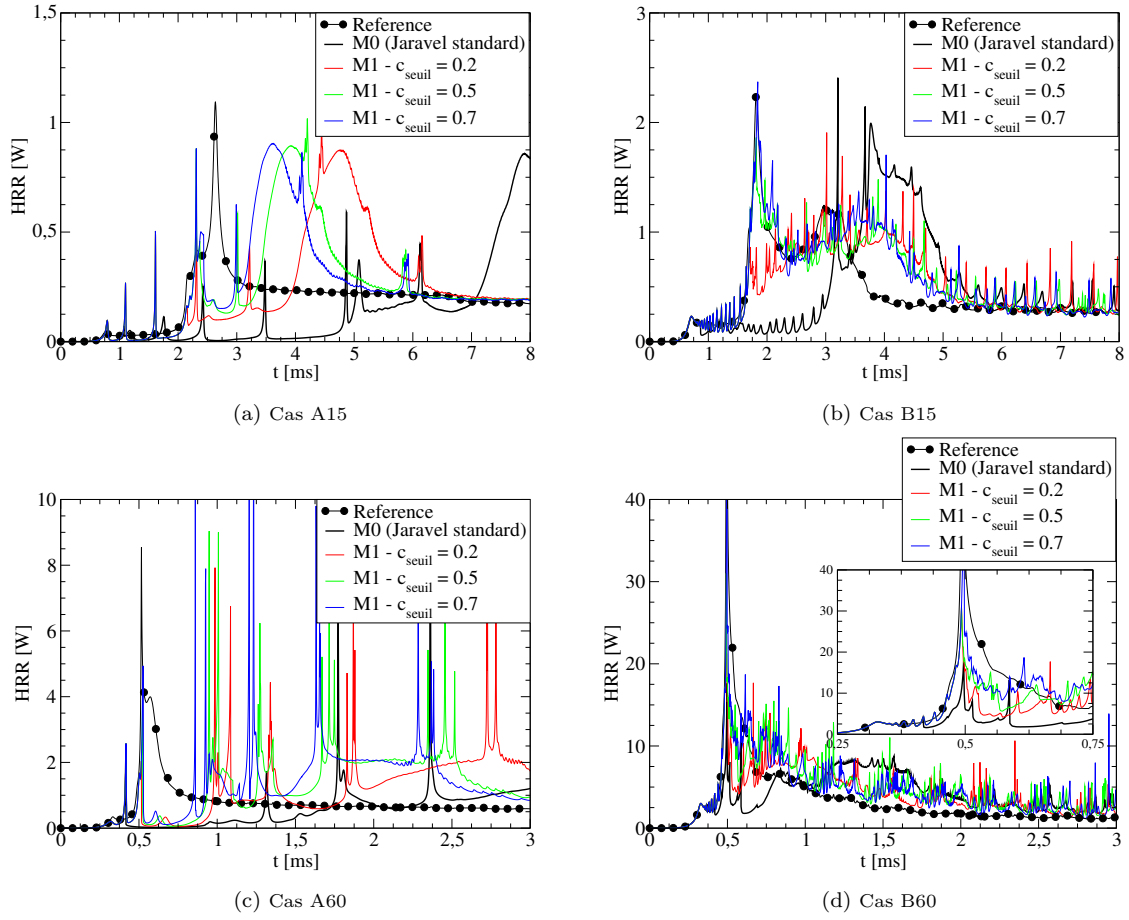 1,5
1
0,5
0
HRR [W]
0 1 2 3 4 5 6 7 8
t [ms]
Reference
M0 (Jaravel standard)
M1 - c_seuil = 0.2
M1 - c_seuil = 0.5
M1 - c_seuil = 0.7
(a) Cas A15
3
2
1
0
HRR [W]
0 1 2 3 4 5 6 7 8
t [ms]
Reference
M0 (Jaravel standard)
M1 - c_seuil = 0.2
M1 - c_seuil = 0.5
M1 - c_seuil = 0.7
(b) Cas B15
10
8
6
4
2
0
HRR [W]
0 0,5 1 1,5 2 2,5 3
t [ms]
Reference
M0 (Jaravel standard)
M1 - c_seuil = 0.2
M1 - c_seuil = 0.5
M1 - c_seuil = 0.7
(c) Cas A60
Reference
M0 (Jaravel standard)
M1 - c_seuil = 0.2
M1 - c_seuil = 0.5
M1 - c_seuil = 0.7
40
30
20
10
0
HRR [W]
0 0,5 1 1,5 2 2,5 3
t [ms]
40
30
20
10
0
0.25 0.5 0.75
(d) Cas B60